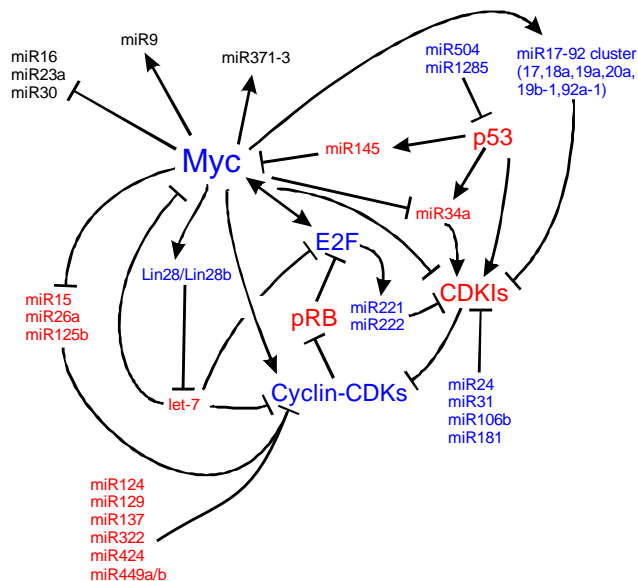 miR9
miR371-3
miR16
miR23a
miR30
miR504
miR1285
miR17-92 cluster
(17,18a,19a,20a,
19b-1,92a-1)
Myc
miR145
p53
miR34a
E2F
Lin28/Lin28b
miR15
miR26a
miR125b
miR221
miR222
pRB
CDKIs
let-7
Cyclin-CDKs
miR24
miR31
miR106b
miR181
miR124
miR129
miR137
miR322
miR424
miR449a/b